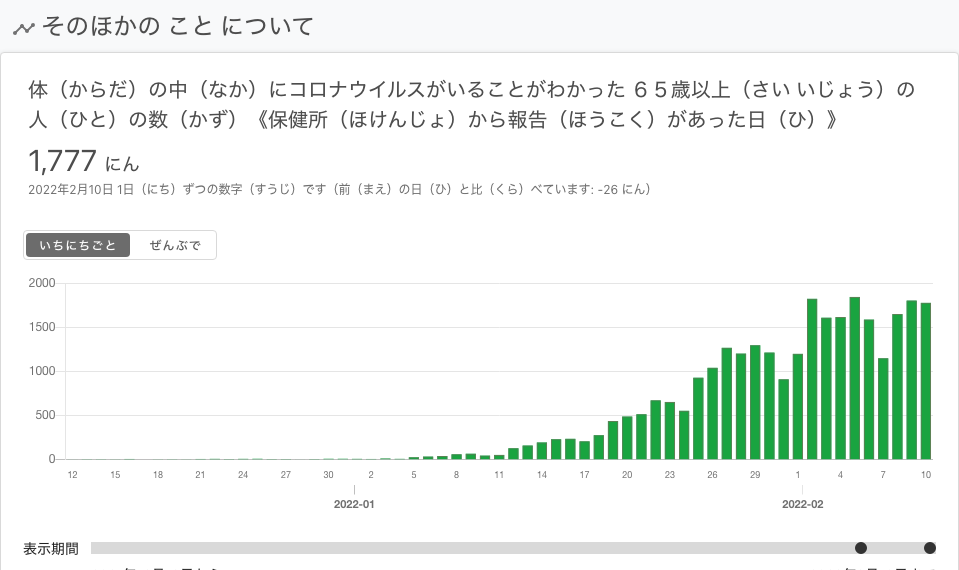 そのほかの こと について
体（からだ）の中（なか）にコロナウイルスがいることがわかった ６５歳以上（さい いじょう）の
人（ひと）の数（かず）《保健所（ほけんじょ）から報告（ほうこく）があった日（ひ）》
1,777 にん
2022年2月10日 1日（にち）ずつの数字（すうじ）です（前（まえ）の日（ひ）と比（くら）べています: -26 にん）
いちにちごと ぜんぶで
2000
1500
1000
500
0
12 15 18 21 24 27 30 2 5 8 11 14 17 20 23 26 29 1 4 7 10
2022-01 2022-02
表示期間